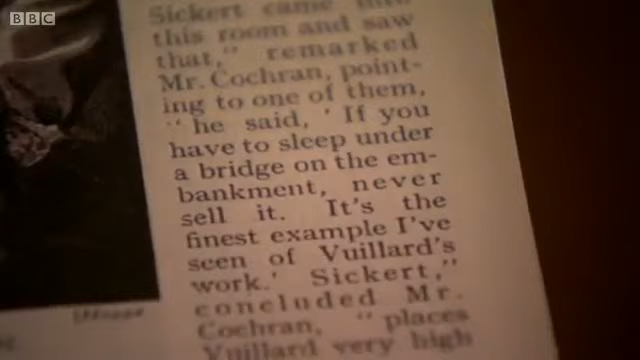 BBC
Sickert came into
this room and saw
that," remarked
Mr. Cochran, point-
ing to one of them,
" he said, ' If you
have to sleep under
a bridge on the em-
bankment, never
sell it. It's the
finest example I've
seen of Vuillard's
work.' Sickert,"
concluded Mr.
Cochran, " places
Vuillard very high